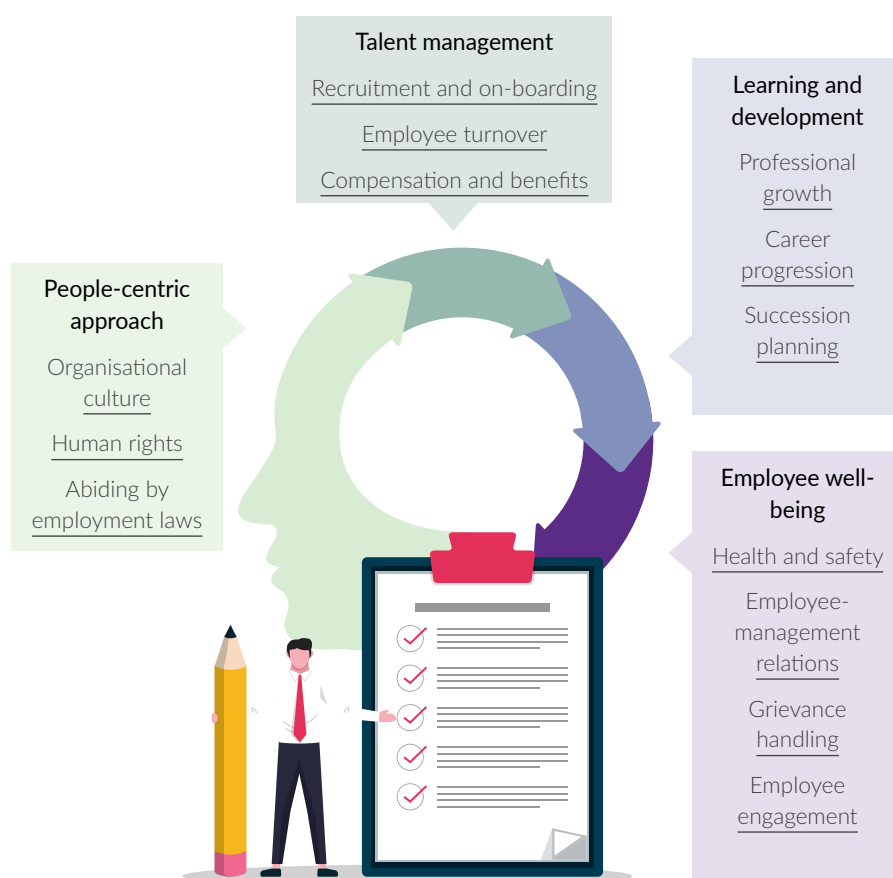 Talent management
Recruitment and on-boarding
Employee turnover
Compensation and benefits
Learning and
development
Professional
growth
Career
progression
Succession
planning
People-centric
approach
Organisational
culture
Human rights
Abiding by
employment laws
Employee well-
being
Health and safety
Employee-
management
relations
Grievance
handling
Employee
engagement